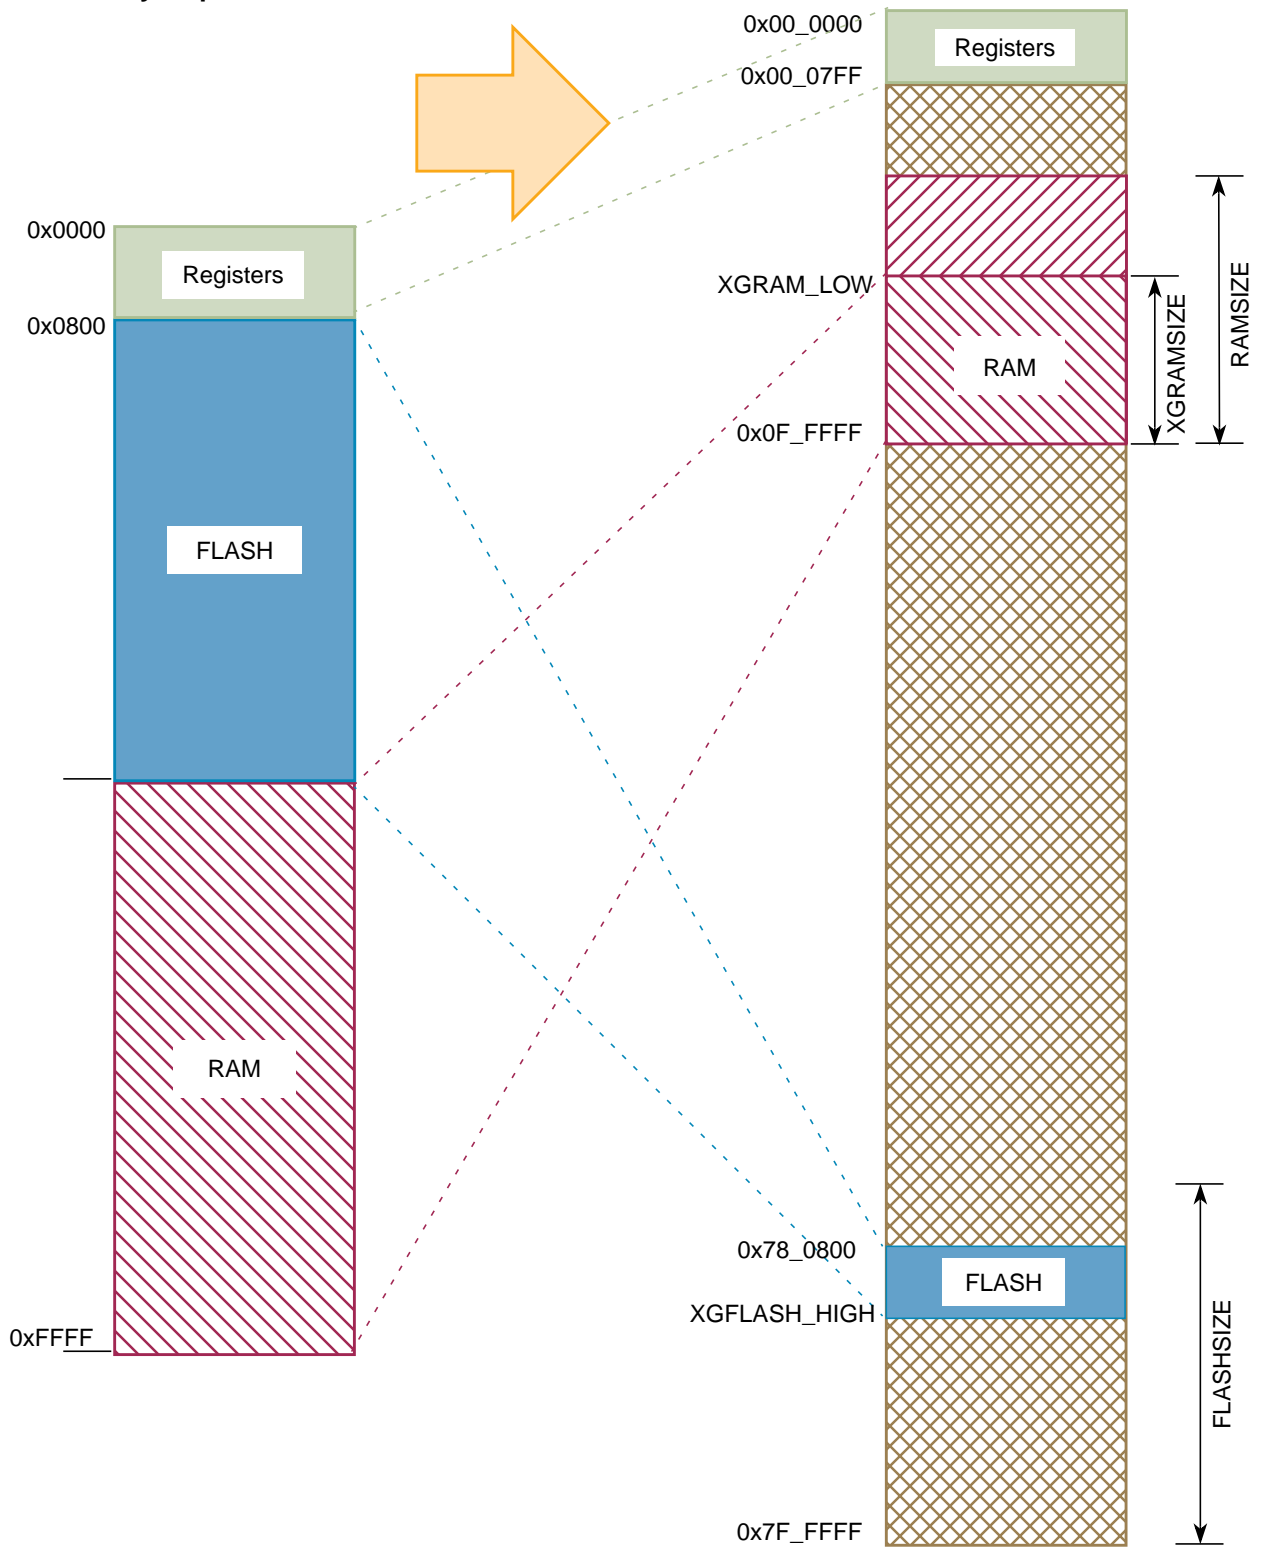 0x00_0000
Registers
0x00_07FF
0x0000
Registers
0x0800
XGRAM_LOW
RAM
XGRAMSIZE
RAMSIZE
0x0F_FFFF
FLASH
RAM
0x78_0800
FLASH
XGFLASH_HIGH
FLASHSIZE
0xFFFF
0x7F_FFFF